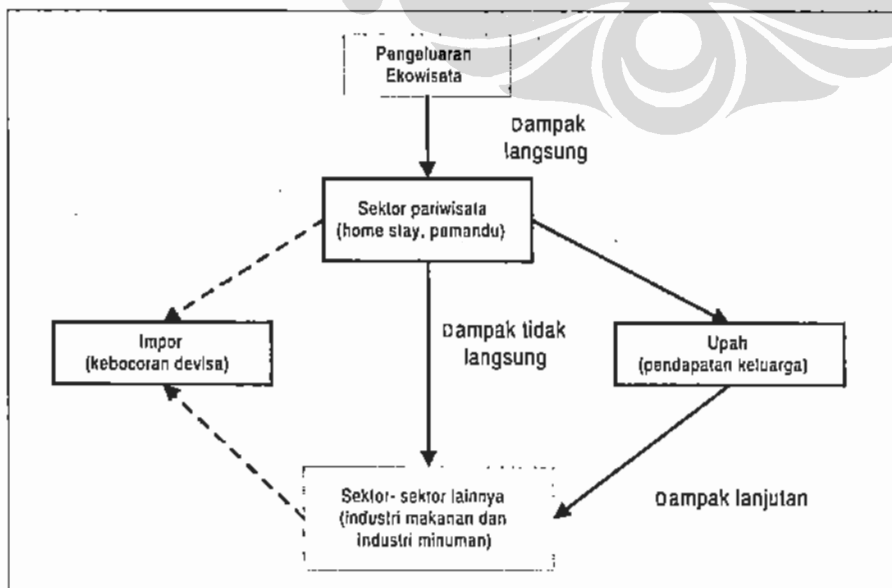 Pengeluaran
Ekowisata
Dampak
langsung
Sektor pariwisata
(home stay, pemandu)
Impor
(kebocoran devisa)
Dampak tidak
langsung
Upah
(pendapatan keluarga)
Sektor- sektor lainnya
(industri makanan dan
industri minuman)
Dampak lanjutan